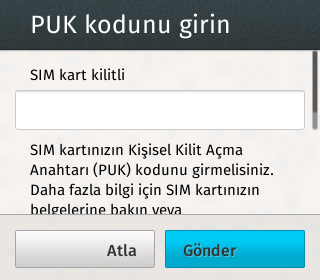 PUK kodunu girin
SIM kart kilitli
SIM kartınızın Kişisel Kilit Açma
Anahtarı (PUK) kodunu girmelisiniz.
Daha fazla bilgi için SIM kartınızın
belgelerine bakın veya
Atla
Gönder